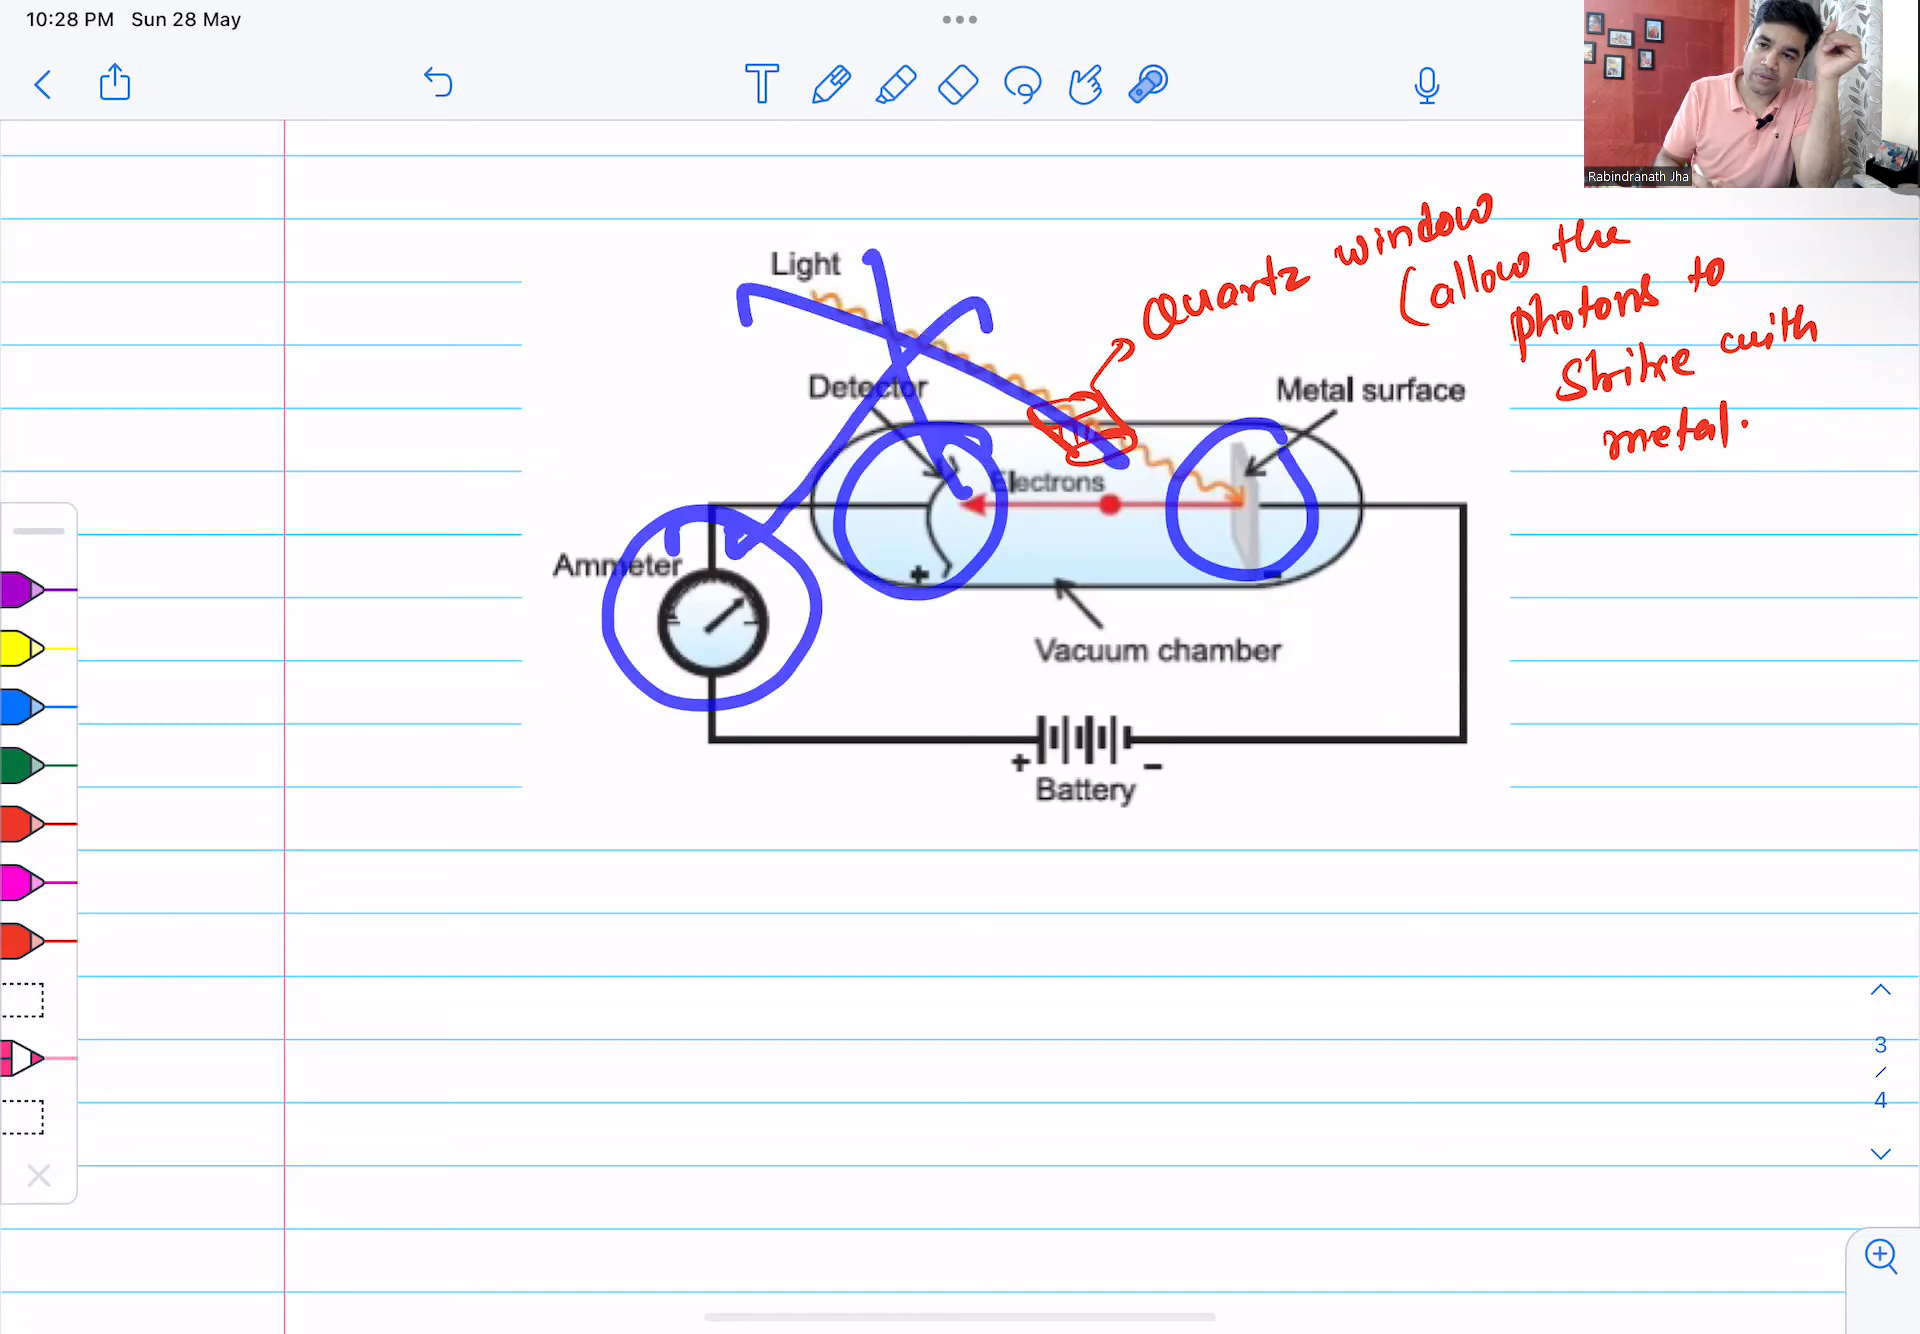 10:28 PM Sun 28 May
T
Rabindranath Jha
Quartz window
(allow the
photons to
Strike with
metal.
Light
Detector
Metal surface
Electrons
+
-
Ammeter
Vacuum chamber
+ -
Battery
3
/
4